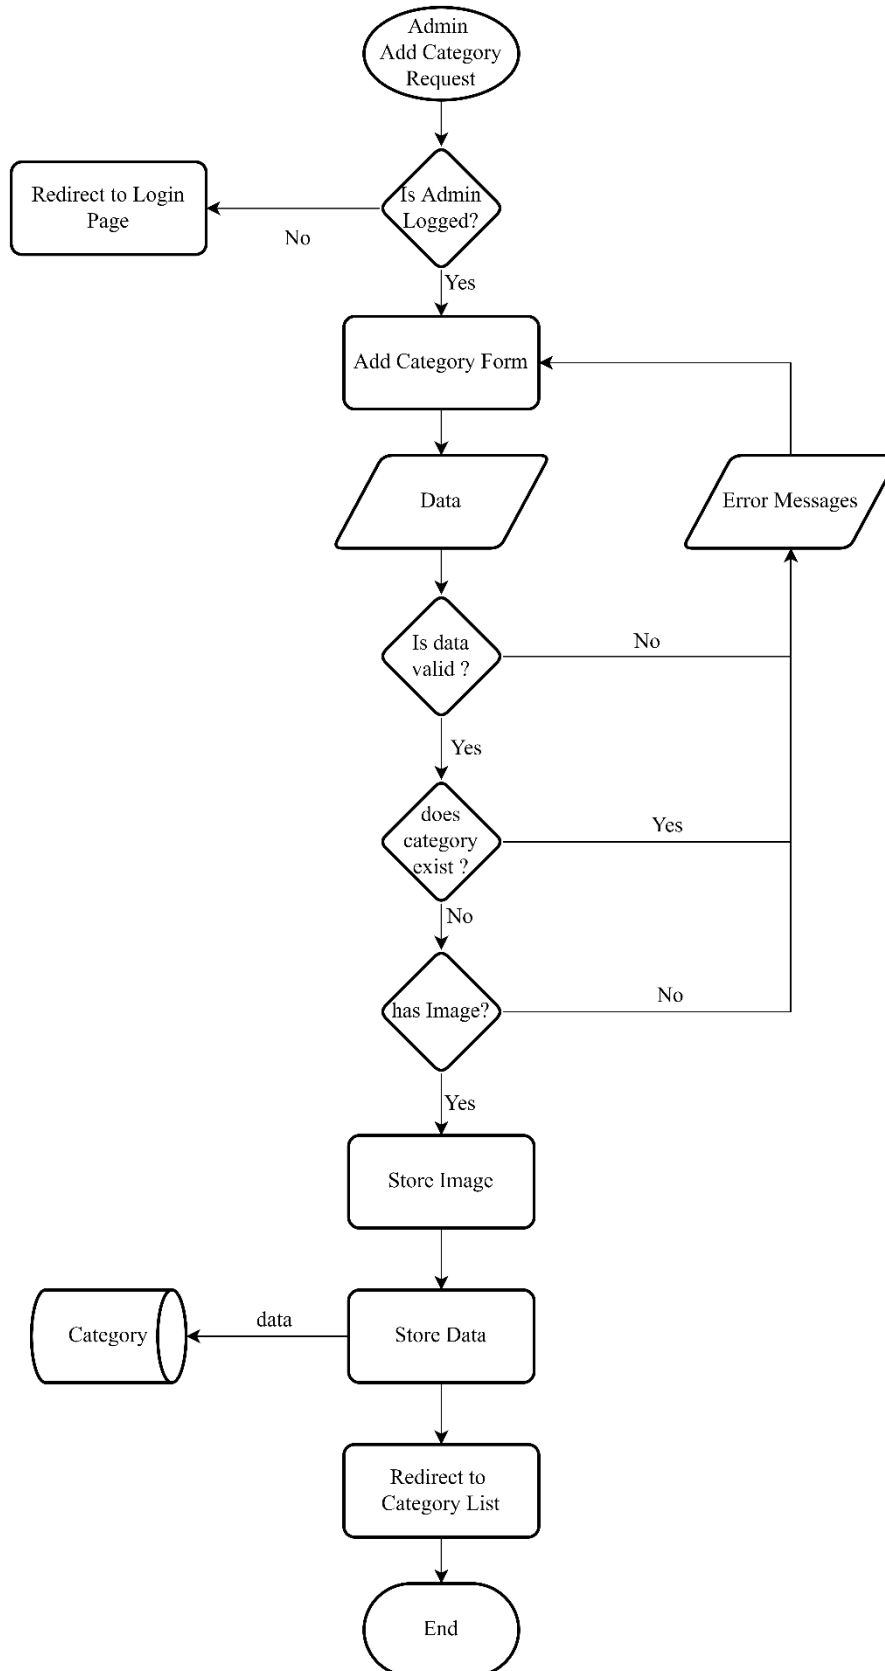 Admin
Add Category
Request
Is Admin
Logged?
Redirect to Login
Page
No
Yes
Add Category Form
Data
Error Messages
Is data
valid ?
No
Yes
does
category
exist ?
Yes
No
has Image?
No
Yes
Store Image
Category
data
Store Data
Redirect to
Category List
End